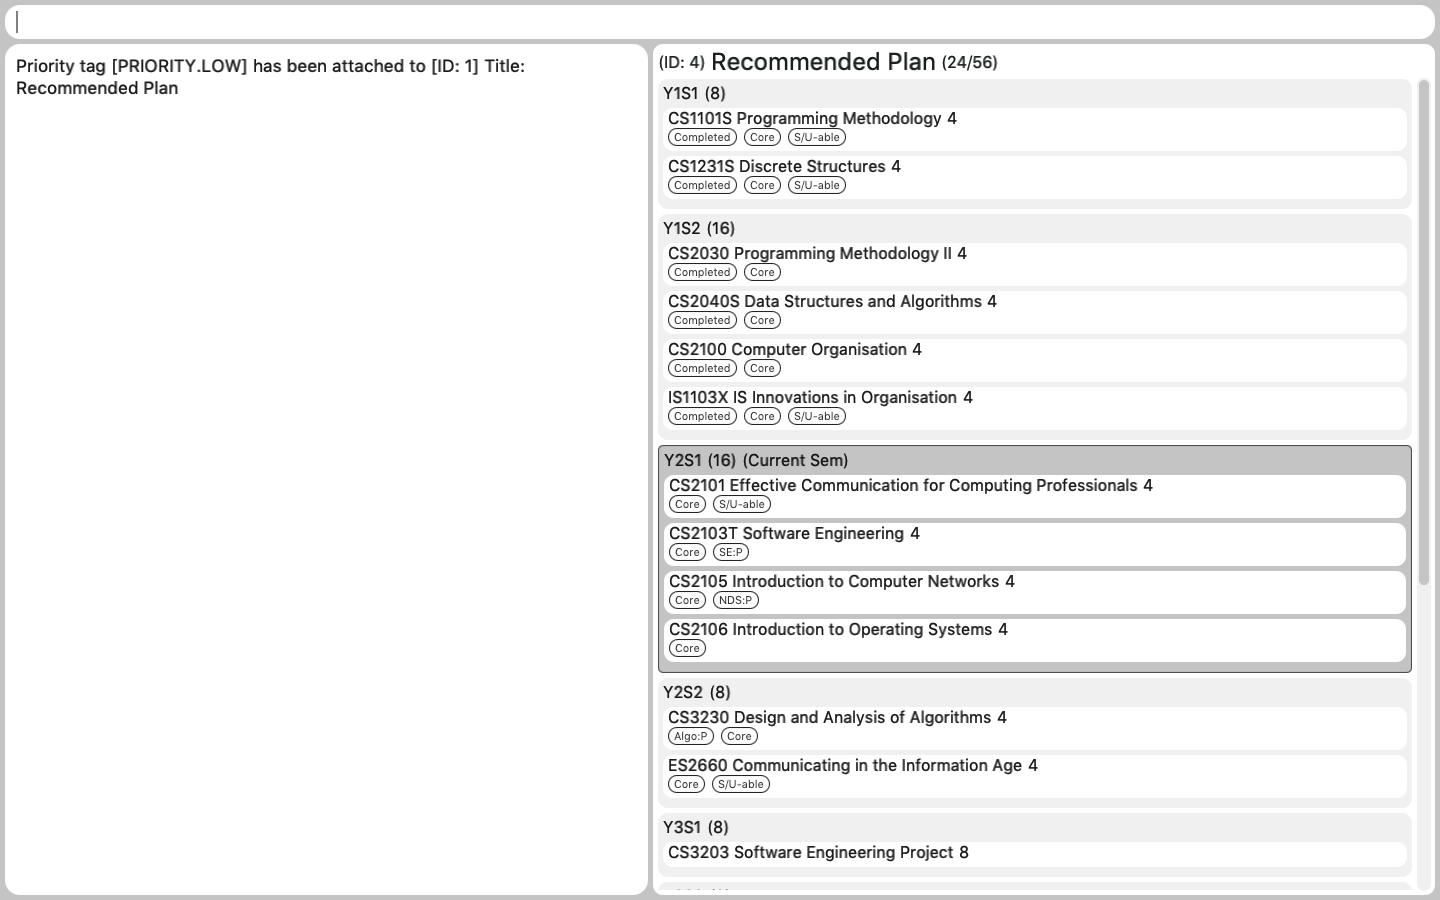 Priority tag [PRIORITY.LOW] has been attached to [ID: 1] Title:
Recommended Plan
(ID: 4) Recommended Plan (24/56)
Y1S1 (8)
CS1101S Programming Methodology 4
Completed Core S/U-able
CS1231S Discrete Structures 4
Completed Core S/U-able
Y1S2 (16)
CS2030 Programming Methodology II 4
Completed Core
CS2040S Data Structures and Algorithms 4
Completed Core
CS2100 Computer Organisation 4
Completed Core
IS1103X IS Innovations in Organisation 4
Completed Core S/U-able
Y2S1 (16) (Current Sem)
CS2101 Effective Communication for Computing Professionals 4
Core S/U-able
CS2103T Software Engineering 4
Core SE:P
CS2105 Introduction to Computer Networks 4
Core NDS:P
CS2106 Introduction to Operating Systems 4
Core
Y2S2 (8)
CS3230 Design and Analysis of Algorithms 4
Algo:P Core
ES2660 Communicating in the Information Age 4
Core S/U-able
Y3S1 (8)
CS3203 Software Engineering Project 8